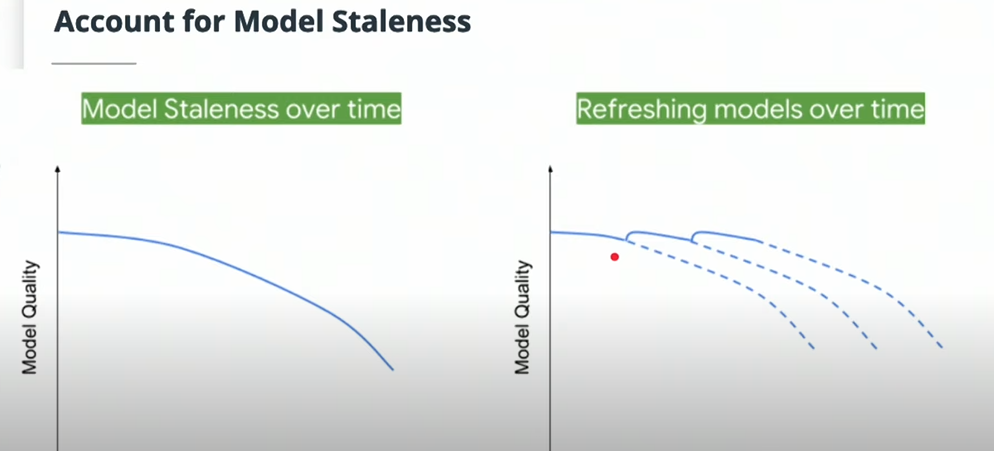 Account for Model Staleness
Model Staleness over time
Refreshing models over time
Model Quality
Model Quality